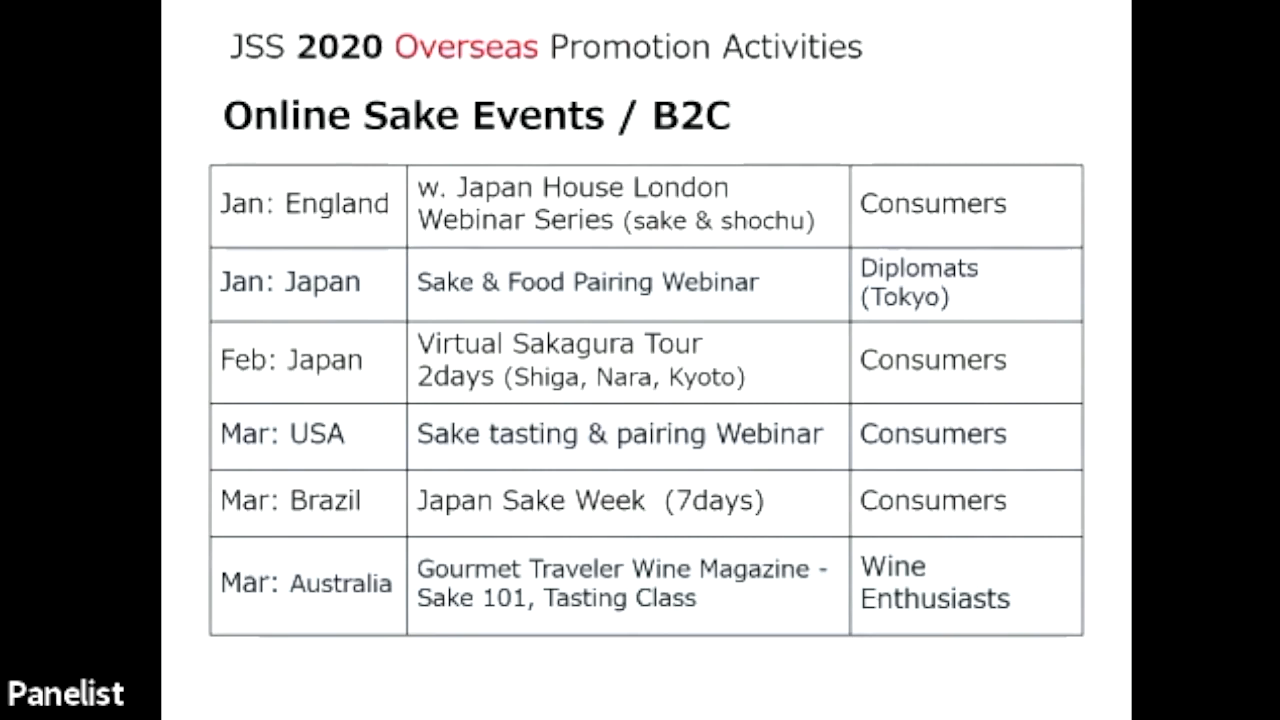 JSS 2020 Overseas Promotion Activities
Online Sake Events / B2C
Jan: England
w. Japan House London
Webinar Series (sake & shochu)
Consumers
Jan: Japan
Sake & Food Pairing Webinar
Diplomats
(Tokyo)
Feb: Japan
Virtual Sakagura Tour
2days (Shiga, Nara, Kyoto)
Consumers
Mar: USA
Sake tasting & pairing Webinar
Consumers
Mar: Brazil
Japan Sake Week (7days)
Consumers
Mar: Australia
Gourmet Traveler Wine Magazine -
Sake 101, Tasting Class
Wine
Enthusiasts
Panelist